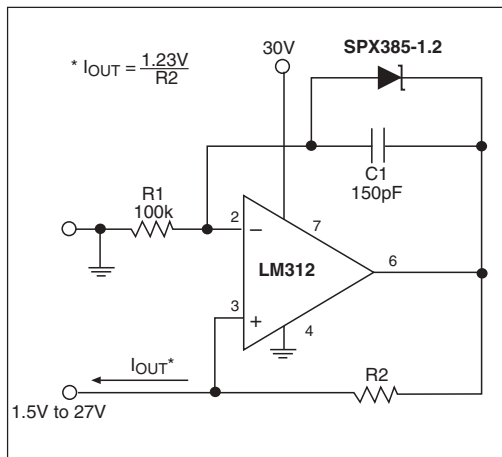 SPX385-1.2
30V
* IOUT = 1.23V
R2
C1
150pF
R1
100k
2
7
−
LM312
6
3
+
4
IOUT*
R2
1.5V to 27V